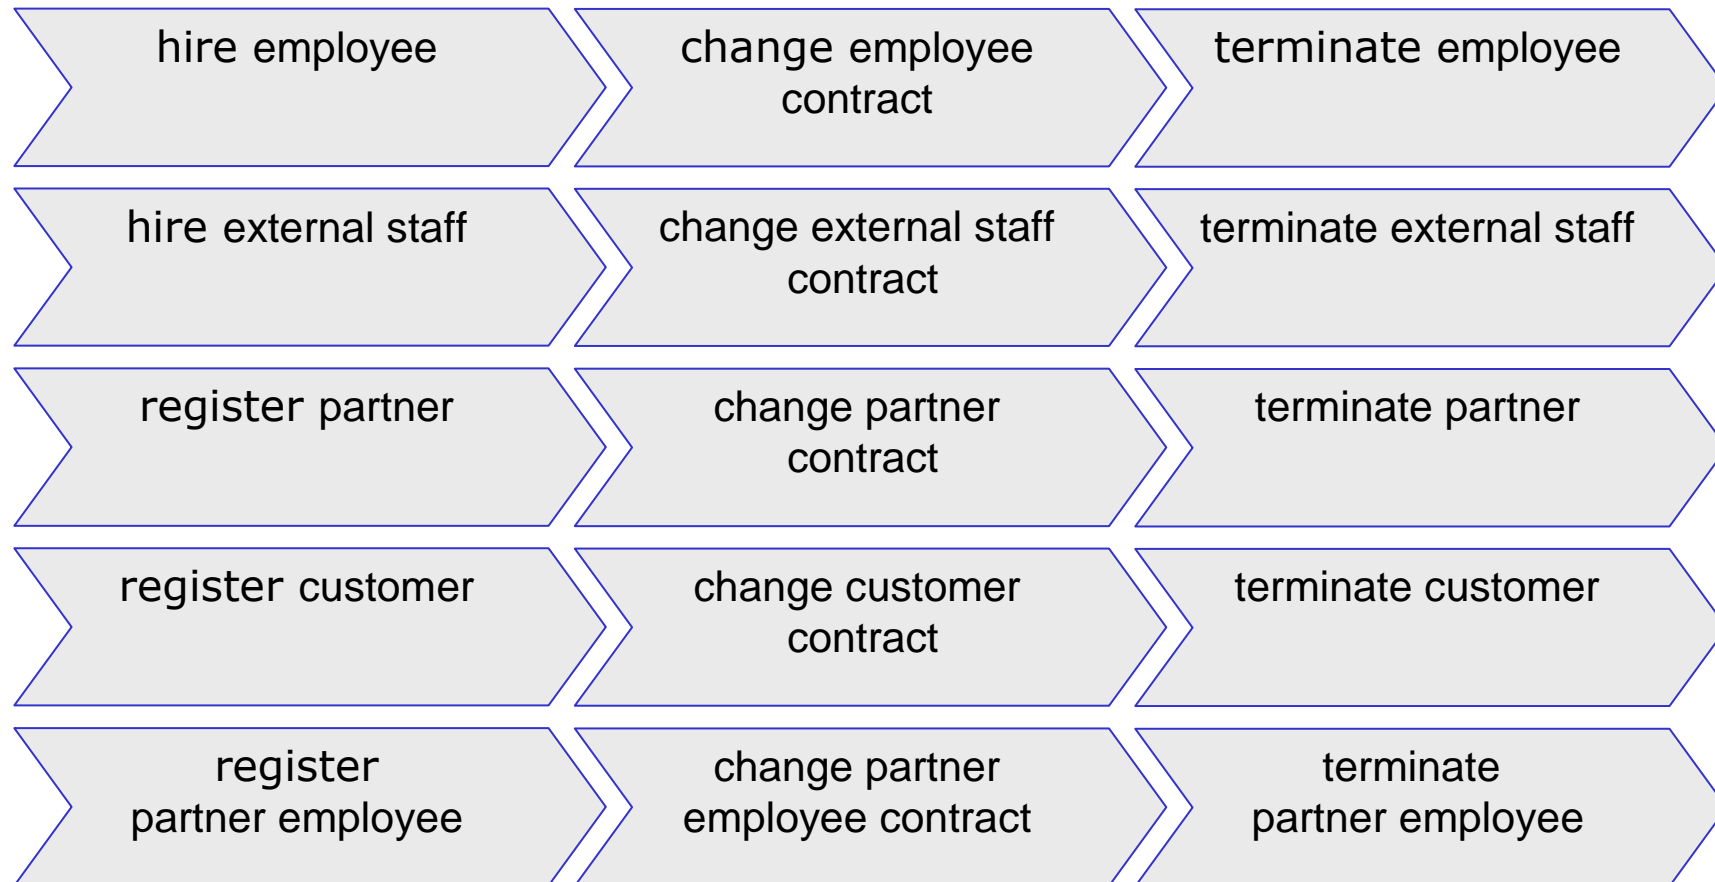 hire employee
change employee
contract
terminate employee
hire external staff
change external staff
contract
terminate external staff
register partner
change partner
contract
terminate partner
register customer
change customer
contract
terminate customer
register
partner employee
change partner
employee contract
terminate
partner employee